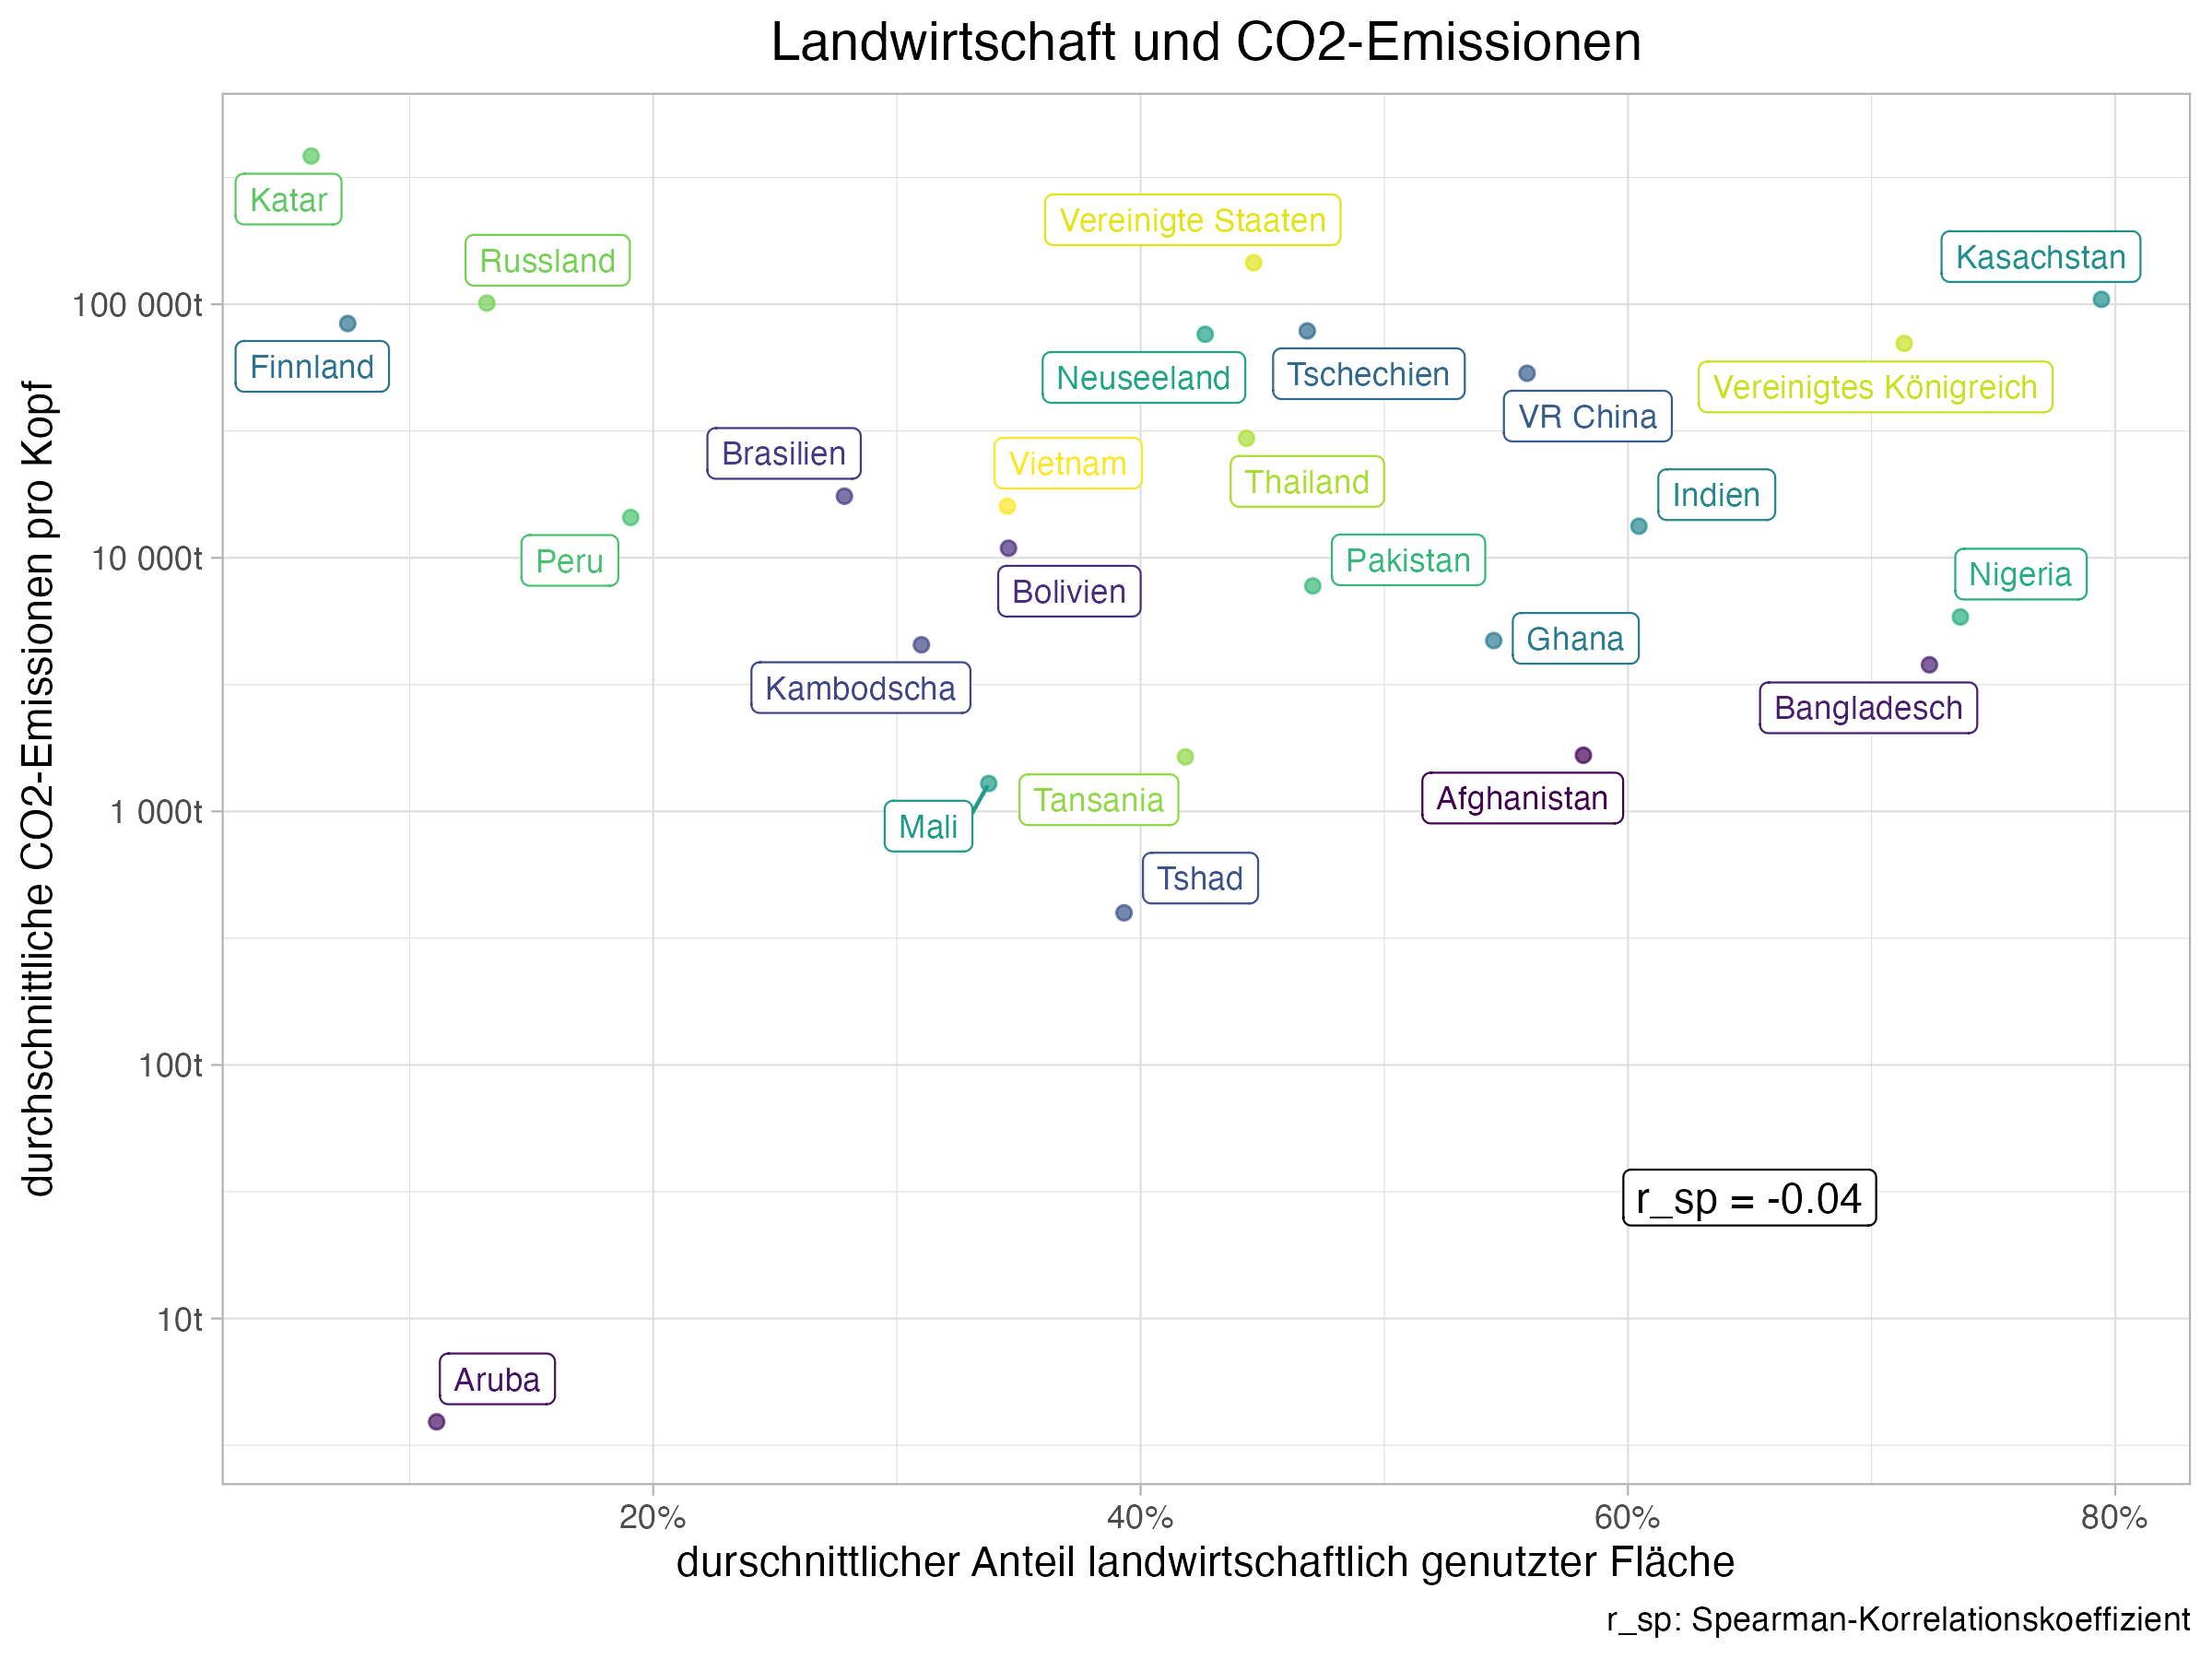 Landwirtschaft und CO2-Emissionen
durchschnittliche CO2-Emissionen pro Kopf
100 000t
10 000t
1 000t
100t
10t
Katar
Russland
Vereinigte Staaten
Kasachstan
Finnland
Neuseeland
Tschechien
VR China
Vereinigtes Königreich
Brasilien
Vietnam
Thailand
Indien
Peru
Bolivien
Pakistan
Nigeria
Kambodscha
Ghana
Bangladesch
Mali
Tansania
Afghanistan
Tshad
r_sp = -0.04
Aruba
20%
40%
60%
80%
durschnittlicher Anteil landwirtschaftlich genutzter Fläche
r_sp: Spearman-Korrelationskoeffizient